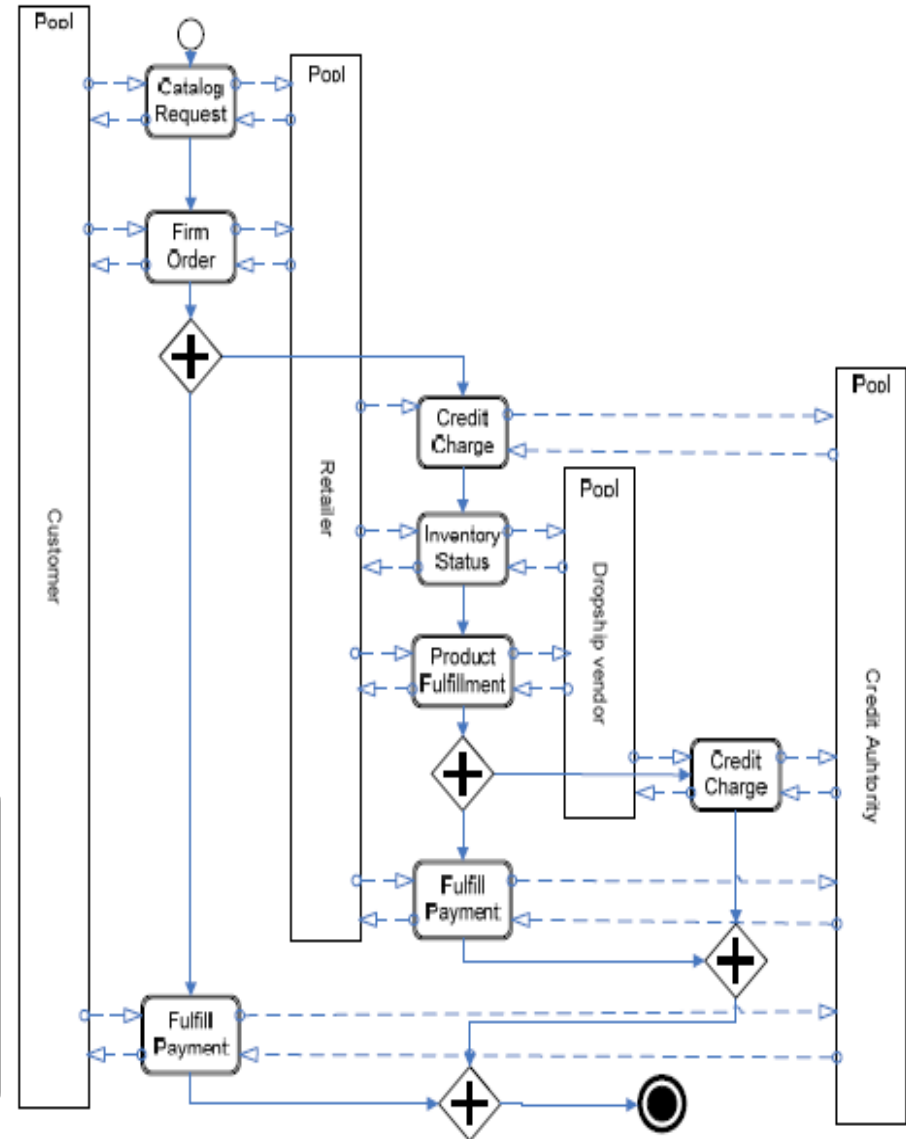 Pool
Pool
Catalog
Request
Firm
Order
Pool
Credit
Charge
Retailer
Pool
Customer
Inventory
Status
Dropship vendor
Product
Fulfillment
Credit Auhtority
Credit
Charge
Fulfill
Payment
Fulfill
Payment